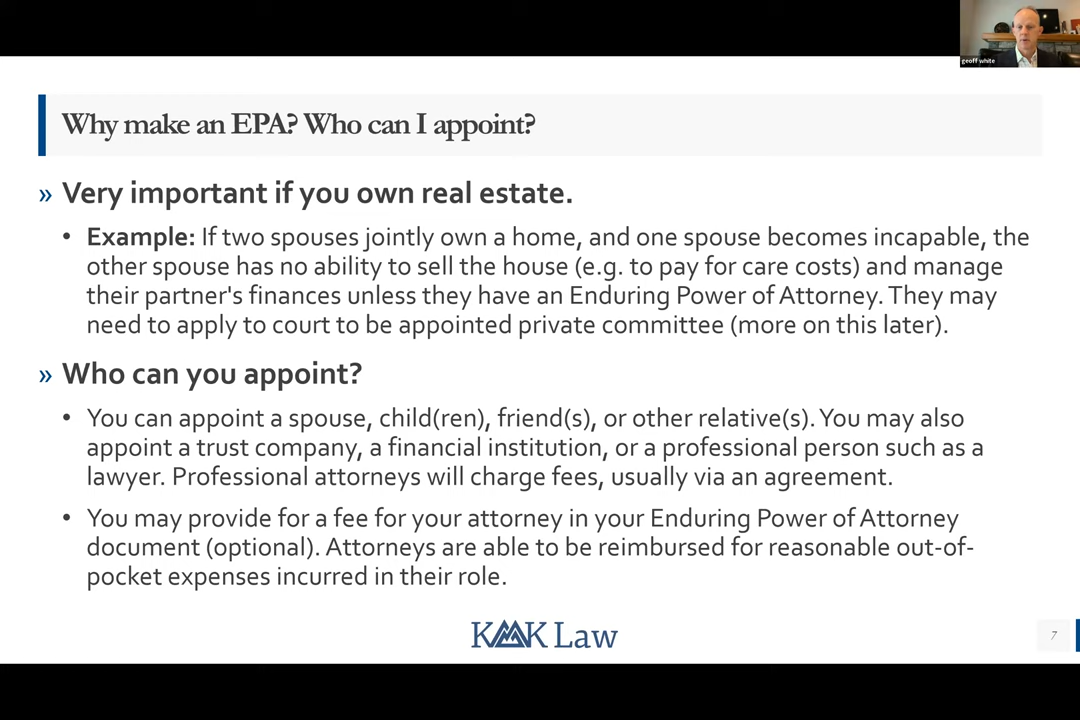 geoff white
Why make an EPA? Who can I appoint?
» Very important if you own real estate.
• Example: If two spouses jointly own a home, and one spouse becomes incapable, the
other spouse has no ability to sell the house (e.g. to pay for care costs) and manage
their partner's finances unless they have an Enduring Power of Attorney. They may
need to apply to court to be appointed private committee (more on this later).
» Who can you appoint?
• You can appoint a spouse, child(ren), friend(s), or other relative(s). You may also
appoint a trust company, a financial institution, or a professional person such as a
lawyer. Professional attorneys will charge fees, usually via an agreement.
• You may provide for a fee for your attorney in your Enduring Power of Attorney
document (optional). Attorneys are able to be reimbursed for reasonable out-of-
pocket expenses incurred in their role.
KMK Law
7